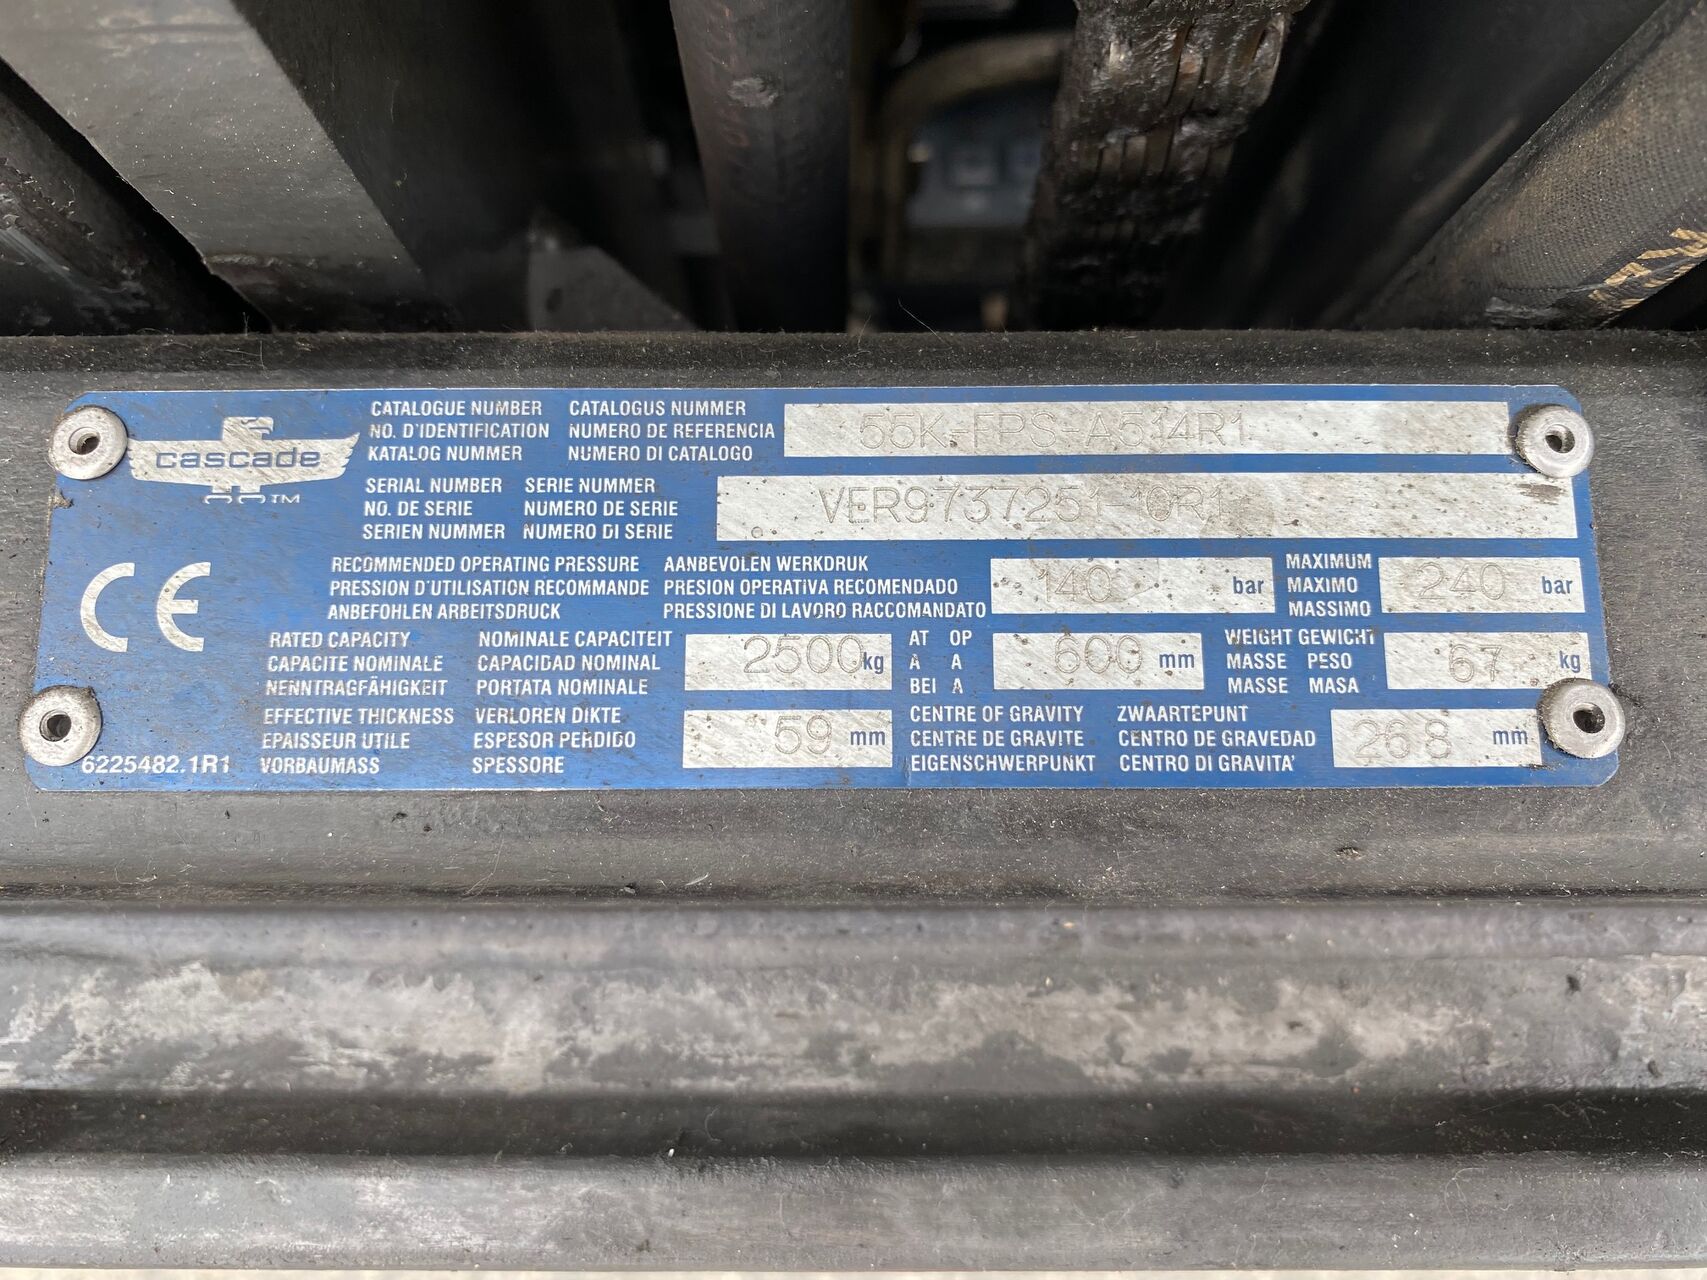 CATALOGUE NUMBER CATALOGUS NUMMER 55K-FPS-A514R1
NO. D'IDENTIFICATION NUMERO DE REFERENCIA
KATALOG NUMMER NUMERO DI CATALOGO
cascade
TM
SERIAL NUMBER SERIE NUMMER VER9737251-10R1
NO. DE SERIE NÚMERO DE SERIE
SERIEN NUMMER NUMERO DI SERIE
CE
RECOMMENDED OPERATING PRESSURE AANBEVOLEN WERKDRUK 140 bar MAXIMUM 240 bar
PRESSION D'UTILISATION RECOMMANDE PRESION OPERATIVA RECOMENDADO MAXIMO
ANBEFOHLEN ARBEITSDRUCK PRESSIONE DI LAVORO RACCOMANDATO MASSIMO
RATED CAPACITY NOMINALE CAPACITEIT 2500 kg AT OP 600 mm WEIGHT GEWICHT 67 kg
CAPACITE NOMINALE CAPACIDAD NOMINAL A A MASSE PESO
NENNTRAGFÄHIGKEIT PORTATA NOMINALE BEI A MASSE MASA
EFFECTIVE THICKNESS VERLOREN DIKTE 59 mm CENTRE OF GRAVITY ZWAARTEPUNT 26.8 mm
EPAISSEUR UTILE ESPESOR PERDIDO CENTRE DE GRAVITE CENTRO DE GRAVEDAD
6225482.1R1 VORBAUMASS SPESSORE EIGENSCHWERPUNKT CENTRO DI GRAVITA'